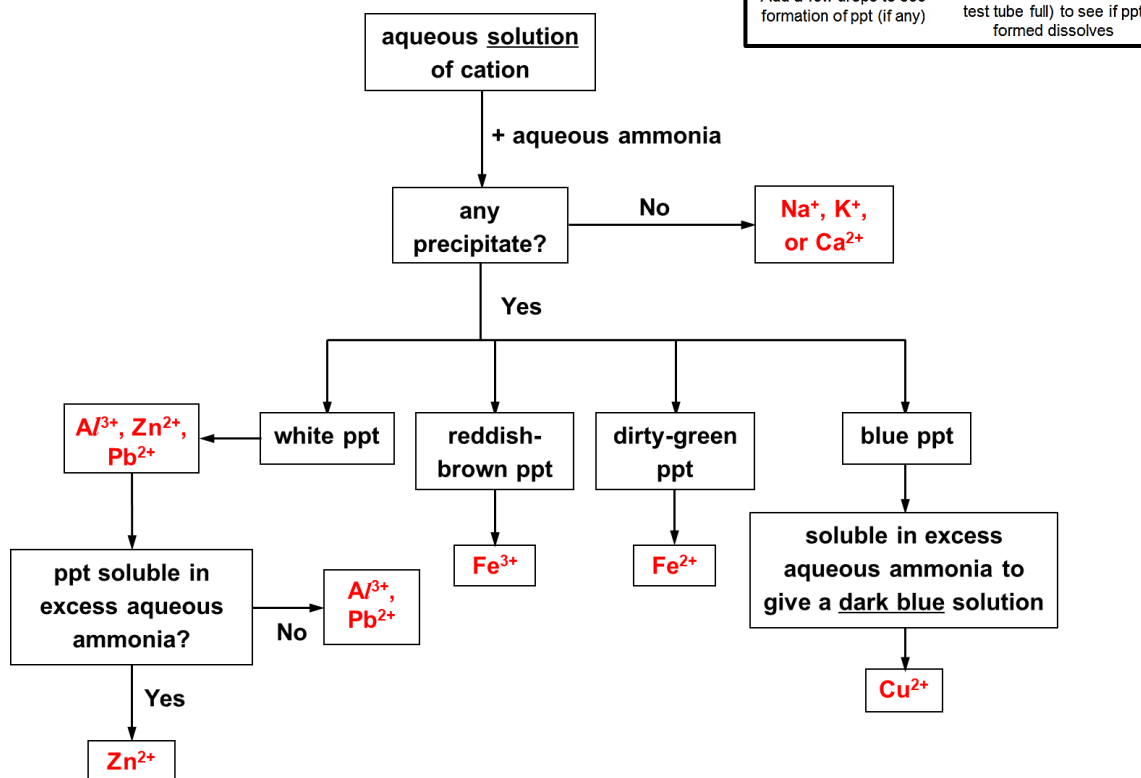 formation of ppt (if any)
test tube full) to see if ppt
formed dissolves
aqueous solution
of cation
+ aqueous ammonia
any
precipitate?
No
Na⁺, K⁺,
or Ca²⁺
Yes
Al³⁺, Zn²⁺,
Pb²⁺
white ppt
reddish-
brown ppt
dirty-green
ppt
blue ppt
ppt soluble in
excess aqueous
ammonia?
No
Al³⁺,
Pb²⁺
Fe³⁺
Fe²⁺
soluble in excess
aqueous ammonia to
give a dark blue solution
Yes
Cu²⁺
Zn²⁺